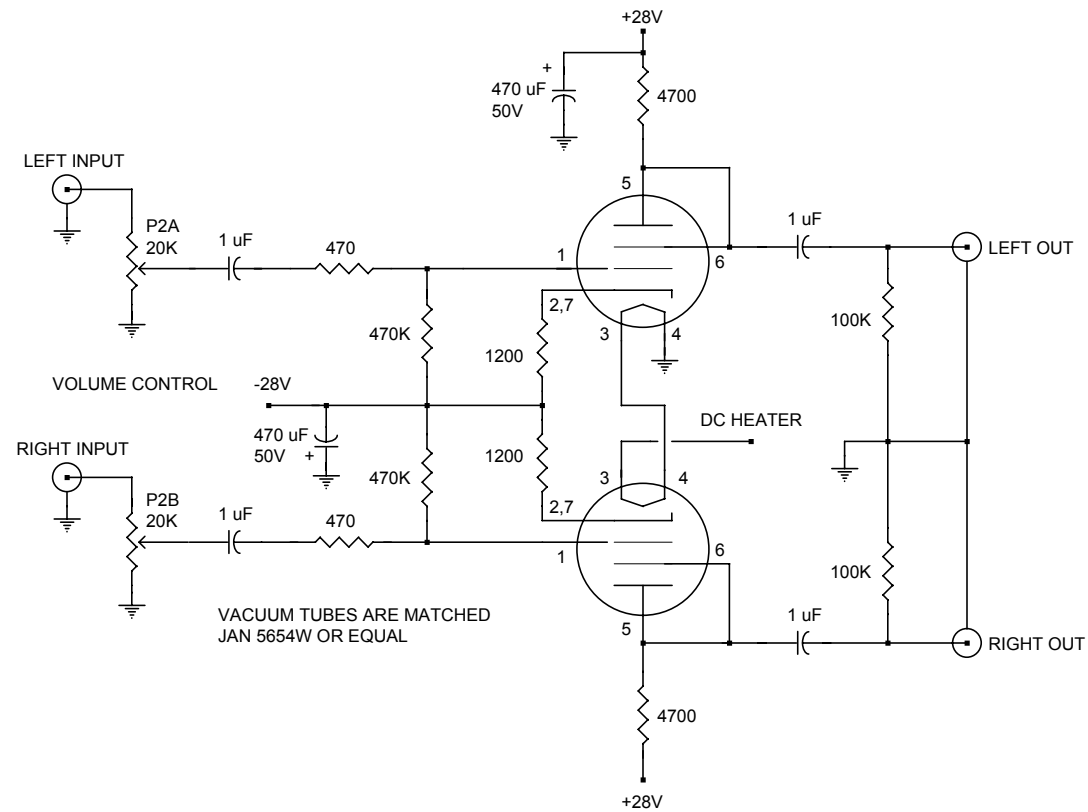 +28V
+
470 uF
50V
4700
LEFT INPUT
5
P2A
20K
1 uF
470
1
6
1 uF
LEFT OUT
2,7
3
4
470K
1200
100K
VOLUME CONTROL
-28V
DC HEATER
470 uF
50V
+
RIGHT INPUT
470K
1200
3
4
P2B
20K
1 uF
470
2,7
1
6
100K
VACUUM TUBES ARE MATCHED
JAN 5654W OR EQUAL
5
1 uF
RIGHT OUT
4700
+28V